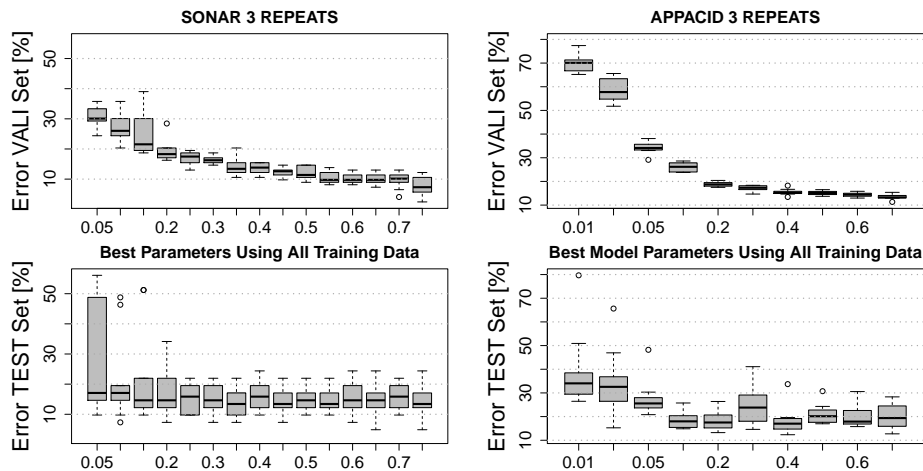 SONAR 3 REPEATS
Error VALI Set [%]
50
30
10
0.05 0.2 0.3 0.4 0.5 0.6 0.7
APPACID 3 REPEATS
Error VALI Set [%]
70
50
30
10
0.01 0.05 0.2 0.4 0.6
Best Parameters Using All Training Data
Error TEST Set [%]
50
30
10
0.05 0.2 0.3 0.4 0.5 0.6 0.7
Best Model Parameters Using All Training Data
Error TEST Set [%]
70
50
30
10
0.01 0.05 0.2 0.4 0.6